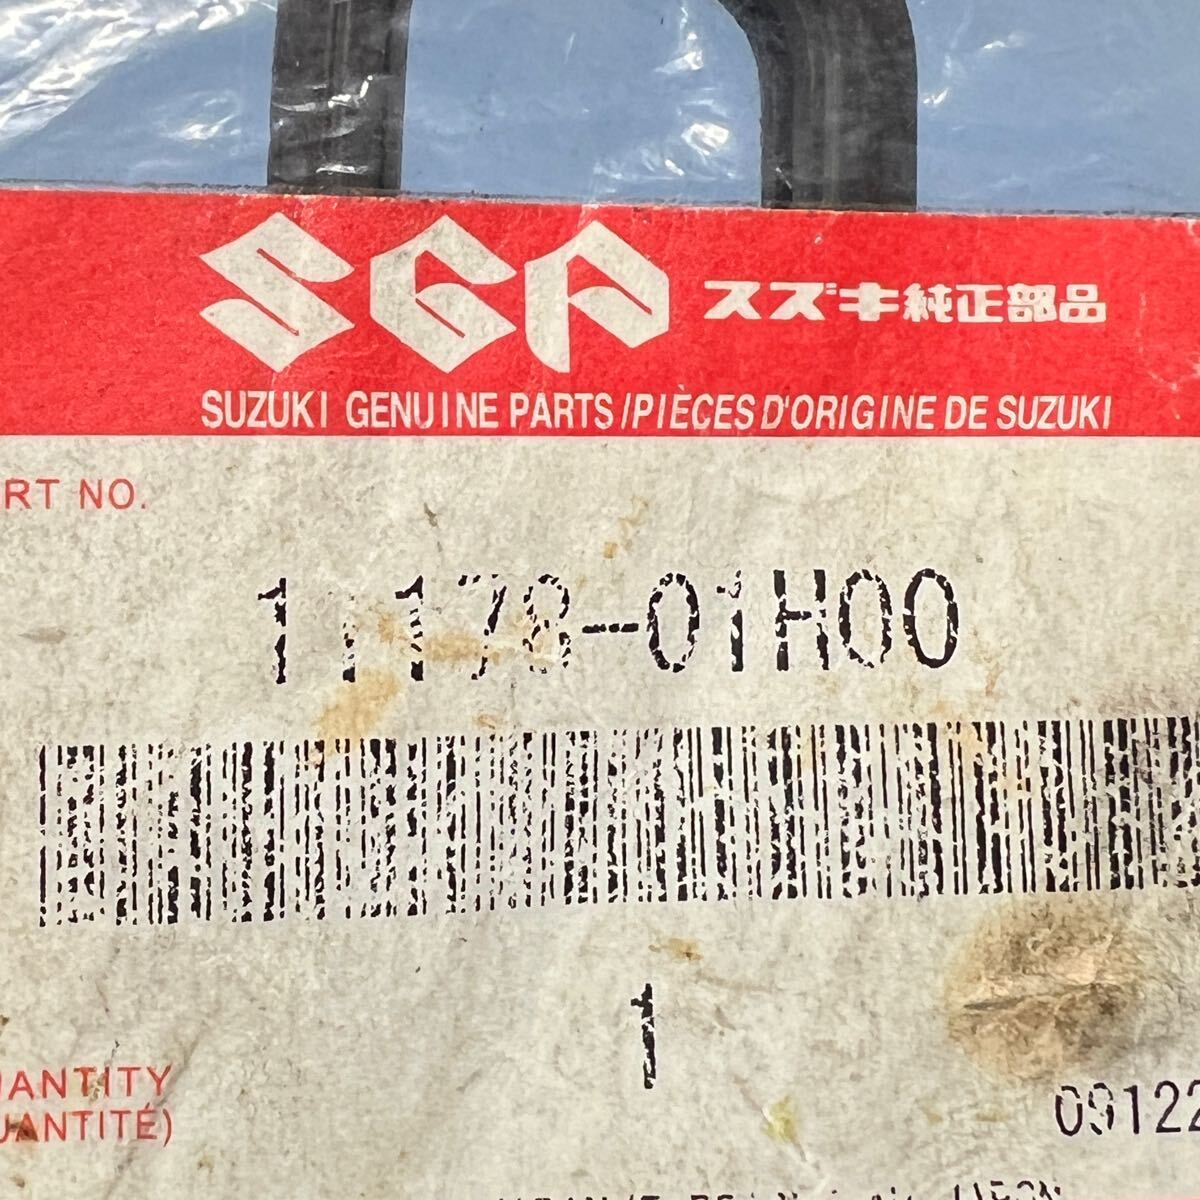 SGP スズキ純正部品
SUZUKI GENUINE PARTS/PIÈCES D'ORIGINE DE SUZUKI
RT NO.
11178-01H00
1
UANTITY
UANTITÉ)
09122